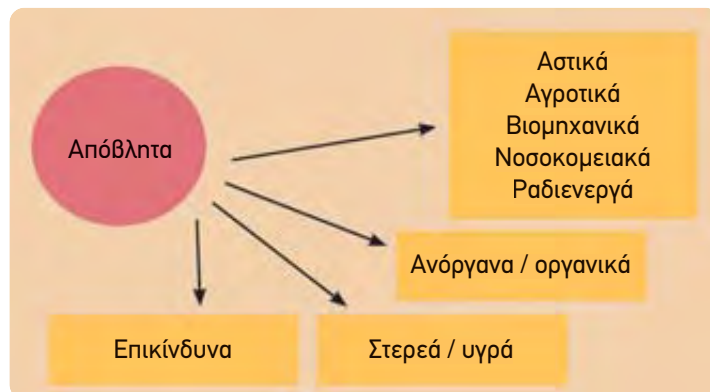 Απόβλητα
Αστικά
Αγροτικά
Βιομηχανικά
Νοσοκομειακά
Ραδιενεργά
Ανόργανα / οργανικά
Επικίνδυνα
Στερεά / υγρά